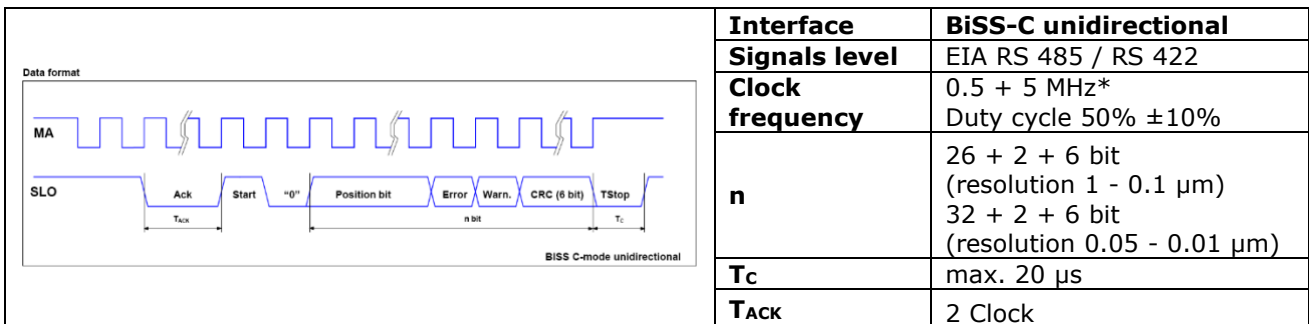 Data format
MA
SLO
Ack
Start
"0"
Position bit
Error
Warn.
CRC (6 bit)
TStop
TACK
n bit
TC
BISS C-mode unidirectional
Interface BiSS-C unidirectional
Signals level EIA RS 485 / RS 422
Clock frequency
0.5 + 5 MHz*
Duty cycle 50% ±10%
n
26 + 2 + 6 bit
(resolution 1 - 0.1 µm)
32 + 2 + 6 bit
(resolution 0.05 - 0.01 µm)
TC max. 20 µs
TACK 2 Clock